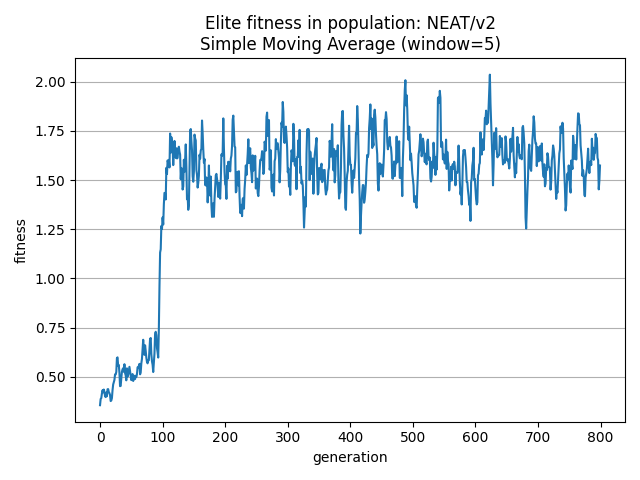 Elite fitness in population: NEAT/v2
Simple Moving Average (window=5)
2.00
1.75
1.50
1.25
1.00
0.75
0.50
fitness
0 100 200 300 400 500 600 700 800
generation